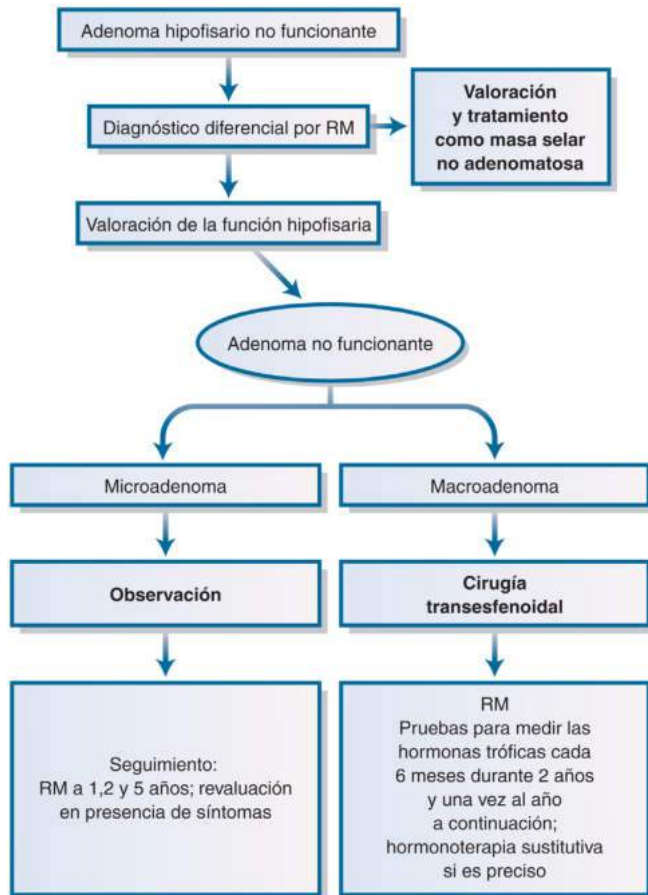 Adenoma hipofisario no funcionante
Diagnóstico diferencial por RM
Valoración
y tratamiento
como masa selar
no adenomatosa
Valoración de la función hipofisaria
Adenoma no funcionante
Microadenoma
Macroadenoma
Observación
Cirugía
transesfenoidal
Seguimiento:
RM a 1,2 y 5 años; revaluación
en presencia de síntomas
RM
Pruebas para medir las
hormonas tróficas cada
6 meses durante 2 años
y una vez al año
a continuación;
hormonoterapia sustitutiva
si es preciso